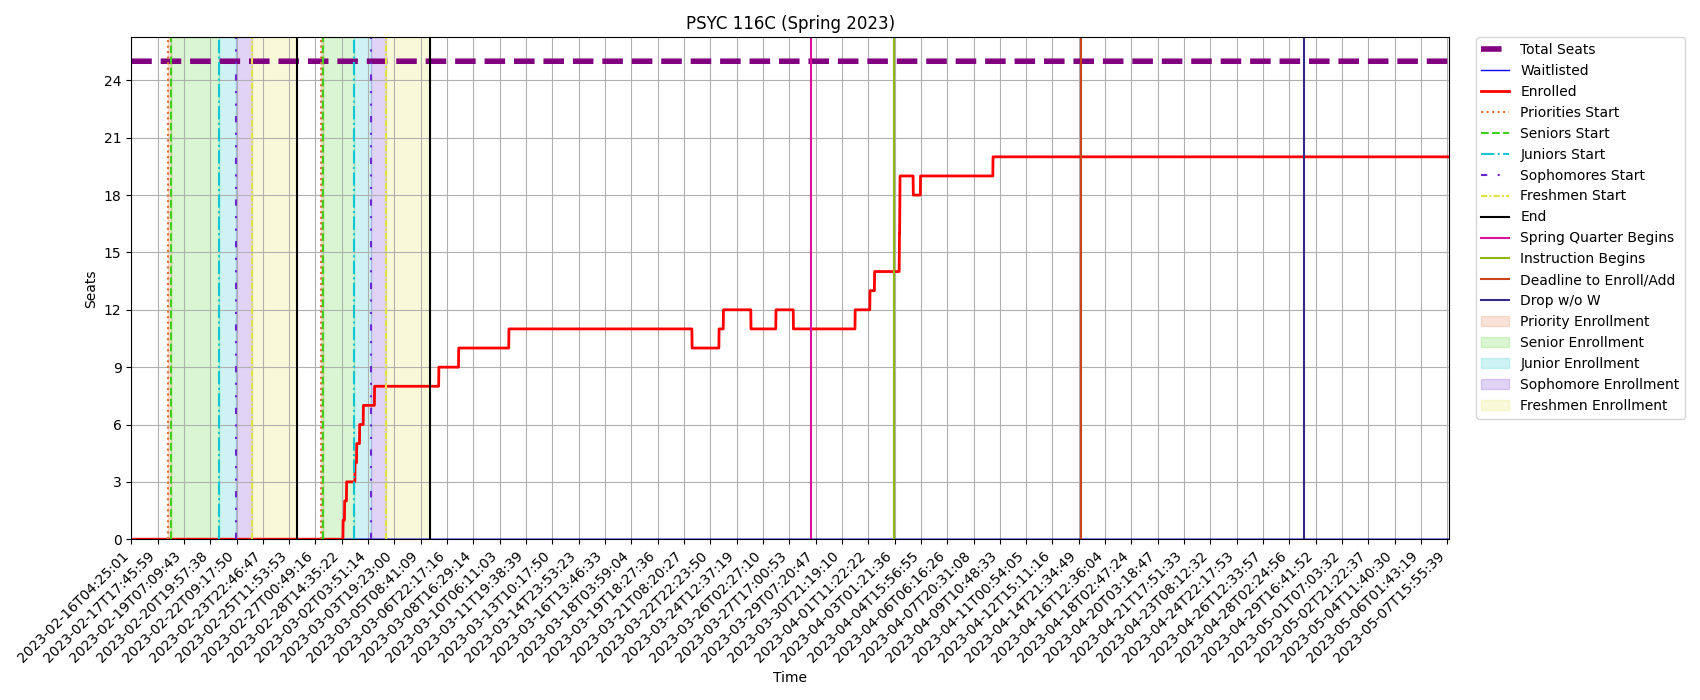 PSYC 116C (Spring 2023)
Seats
24
21
18
15
12
9
6
3
0
2023-02-16T04:25:01
2023-02-17T17:45:59
2023-02-19T07:09:43
2023-02-20T19:57:38
2023-02-22T09:17:50
2023-02-23T22:46:47
2023-02-25T11:53:53
2023-02-27T00:49:16
2023-02-28T14:35:22
2023-03-02T03:51:14
2023-03-03T19:23:00
2023-03-05T08:41:09
2023-03-06T22:17:16
2023-03-08T16:29:14
2023-03-10T06:11:03
2023-03-11T19:38:39
2023-03-13T10:17:50
2023-03-14T23:53:23
2023-03-16T13:46:33
2023-03-18T03:59:04
2023-03-19T18:27:36
2023-03-21T08:20:27
2023-03-22T22:23:50
2023-03-24T12:37:19
2023-03-26T02:27:10
2023-03-27T17:00:53
2023-03-29T07:20:47
2023-03-30T21:19:10
2023-04-01T11:22:22
2023-04-03T01:21:36
2023-04-04T15:56:55
2023-04-06T06:16:26
2023-04-07T20:31:08
2023-04-09T10:48:33
2023-04-11T00:54:05
2023-04-12T15:11:16
2023-04-14T21:34:49
2023-04-16T12:36:04
2023-04-18T02:47:24
2023-04-20T03:18:47
2023-04-21T17:51:33
2023-04-23T08:12:32
2023-04-24T22:17:53
2023-04-26T12:33:57
2023-04-28T02:24:56
2023-04-29T16:41:52
2023-05-01T07:03:32
2023-05-02T21:22:37
2023-05-04T11:40:30
2023-05-06T01:43:19
2023-05-07T15:55:39
Time
Total Seats
Waitlisted
Enrolled
Priorities Start
Seniors Start
Juniors Start
Sophomores Start
Freshmen Start
End
Spring Quarter Begins
Instruction Begins
Deadline to Enroll/Add
Drop w/o W
Priority Enrollment
Senior Enrollment
Junior Enrollment
Sophomore Enrollment
Freshmen Enrollment